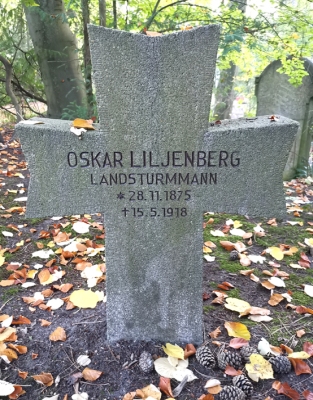 OSKAR LILJENBERG
LANDSTURMMANN
* 28.11.1875
† 15.5.1918